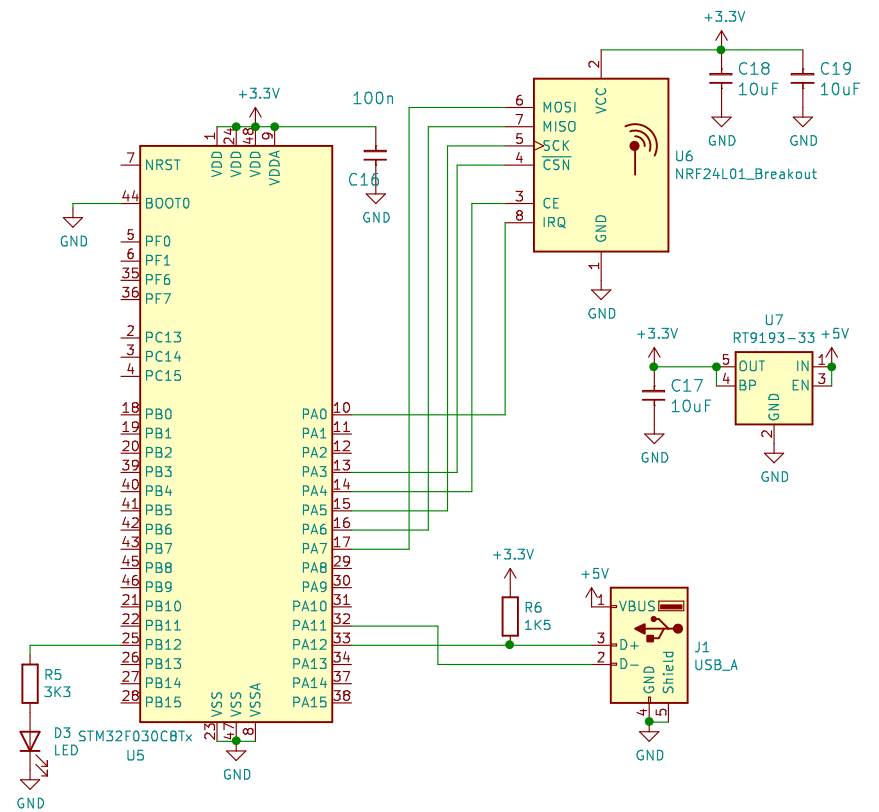 +3.3V
C18
10uF
C19
10uF
GND
GND
2
VCC
6 MOSI
7 MISO
5 SCK
4 CSN
3 CE
8 IRQ
GND
1
GND
U6
NRF24L01_Breakout
+3.3V
100n
C16
GND
1 24 48 9
VDD VDD VDD VDDA
7 NRST
44 BOOT0
GND
5 PF0
6 PF1
35 PF6
36 PF7
2 PC13
3 PC14
4 PC15
18 PB0
19 PB1
20 PB2
39 PB3
40 PB4
41 PB5
42 PB6
43 PB7
45 PB8
46 PB9
21 PB10
22 PB11
25 PB12
26 PB13
27 PB14
28 PB15
PA0 10
PA1 11
PA2 12
PA3 13
PA4 14
PA5 15
PA6 16
PA7 17
PA8 29
PA9 30
PA10 31
PA11 32
PA12 33
PA13 34
PA14 37
PA15 38
VSS VSS VSSA
23 47 8
GND
STM32F030C8Tx
U5
R5
3K3
D3
LED
GND
U7
RT9193-33
+3.3V
+5V
5 OUT
4 BP
IN 1
EN 3
GND
2
GND
C17
10uF
GND
+3.3V
R6
1K5
+5V
1 VBUS
3 D+
2 D-
GND Shield
4 5
GND
J1
USB_A